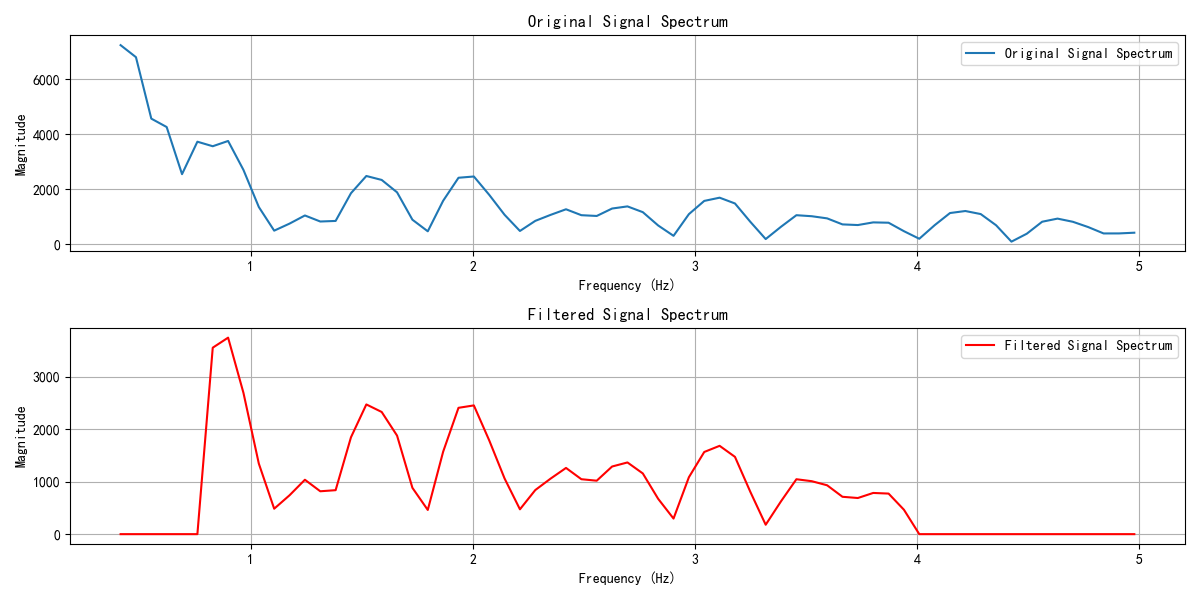 Original Signal Spectrum
Original Signal Spectrum
Magnitude
6000
4000
2000
0
1 2 3 4 5
Frequency (Hz)
Filtered Signal Spectrum
Filtered Signal Spectrum
Magnitude
3000
2000
1000
0
1 2 3 4 5
Frequency (Hz)